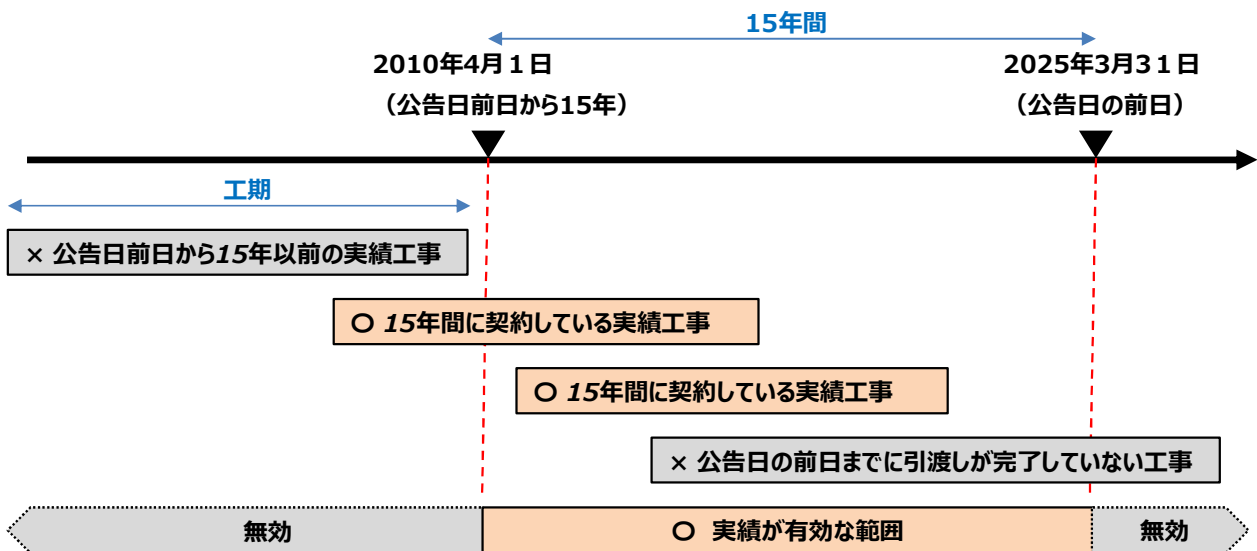 15年間
2010年4月１日
（公告日前日から15年）
2025年3月3１日
（公告日の前日）
工期
× 公告日前日から15年以前の実績工事
〇 15年間に契約している実績工事
〇 15年間に契約している実績工事
× 公告日の前日までに引渡しが完了していない工事
無効
〇 実績が有効な範囲
無効